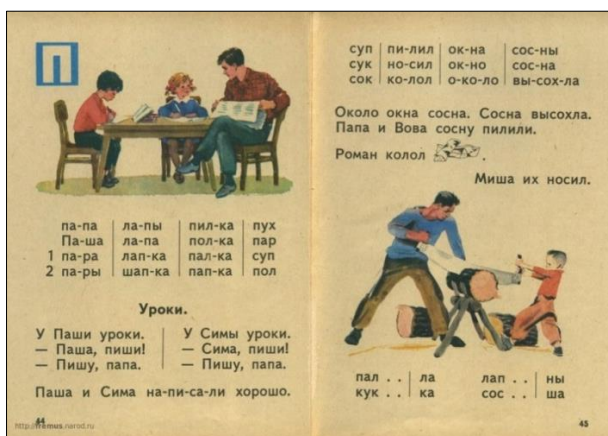 П
па-па | ла-пы | пил-ка | пух
Па-ша | ла-па | пол-ка | пар
1 па-ра | лап-ка | пал-ка | суп
2 па-ры | шап-ка | пап-ка | пол
Уроки.
У Паши уроки.
— Паша, пиши!
— Пишу, папа.
У Симы уроки.
— Сима, пиши!
— Пишу, папа.
Паша и Сима на-пи-са-ли хорошо.
44
суп | пи-лил | ок-на | сос-ны
сук | но-сил | ок-но | сос-на
сок | ко-лол | о-ко-ло | вы-сох-ла
Около окна сосна. Сосна высохла.
Папа и Вова сосну пилили.
Роман колол .
Миша их носил.
пал . . | ла
кук . . | ка
лап . . | ны
сос . . | ша
45